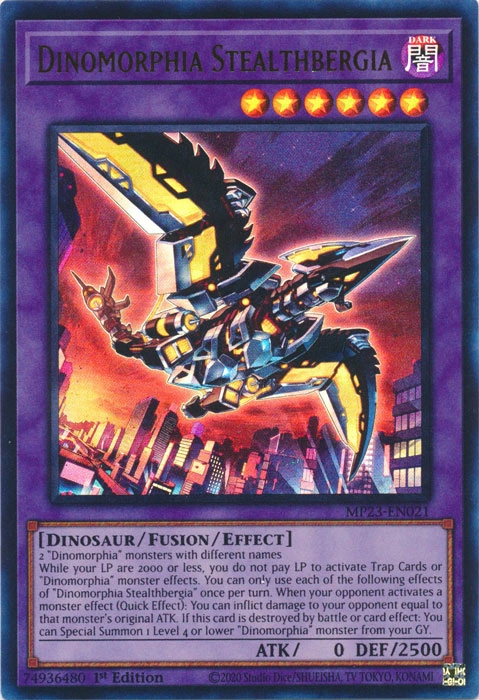 DINOMORPHIA STEALTHBERGIA
DARK
闇
MP23-EN021
[DINOSAUR/FUSION/EFFECT]
2 "Dinomorphia" monsters with different names
While your LP are 2000 or less, you do not pay LP to activate Trap Cards or
"Dinomorphia" monster effects. You can only use each of the following effects
of "Dinomorphia Stealthbergia" once per turn. When your opponent activates a
monster effect (Quick Effect): You can inflict damage to your opponent equal to
that monster's original ATK. If this card is destroyed by battle or card effect: You
can Special Summon 1 Level 4 or lower "Dinomorphia" monster from your GY.
ATK/ 0 DEF/2500
74936480 1st Edition ©2020 Studio Dice/SHUEISHA, TV TOKYO, KONAMI